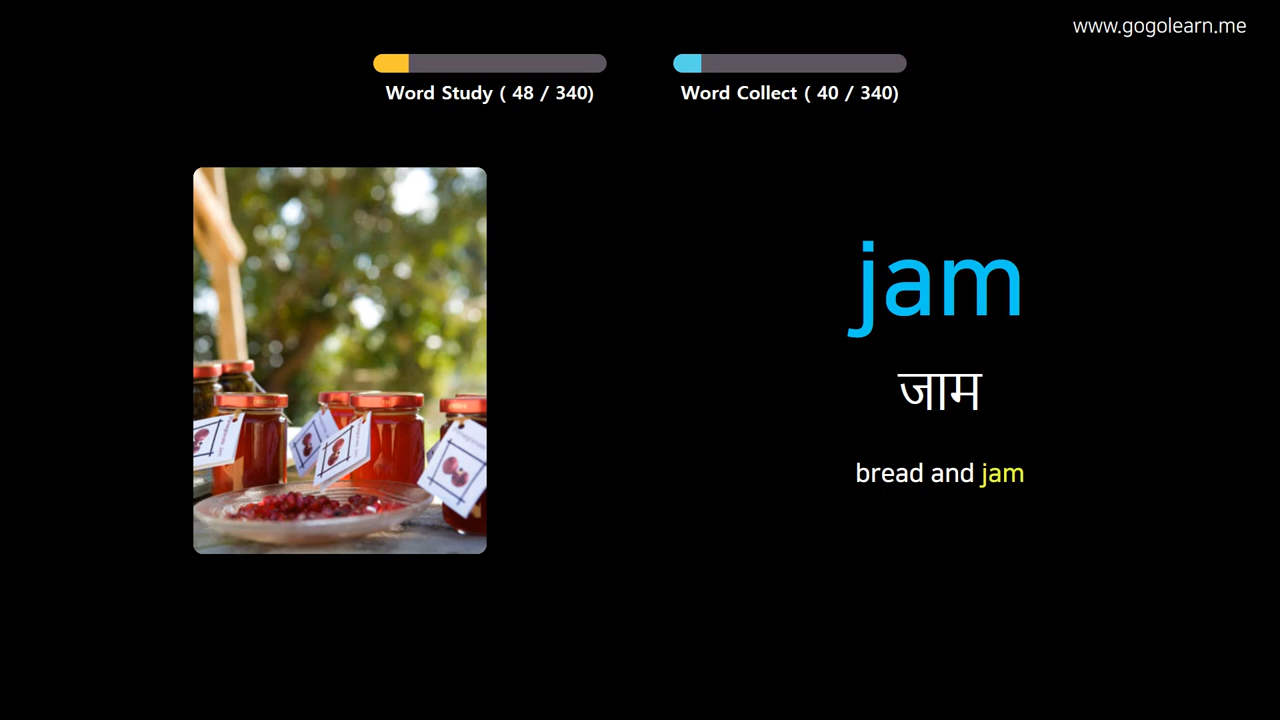 www.gogolearn.me
Word Study ( 48 / 340)
Word Collect ( 40 / 340)
jam
जाम
bread and jam